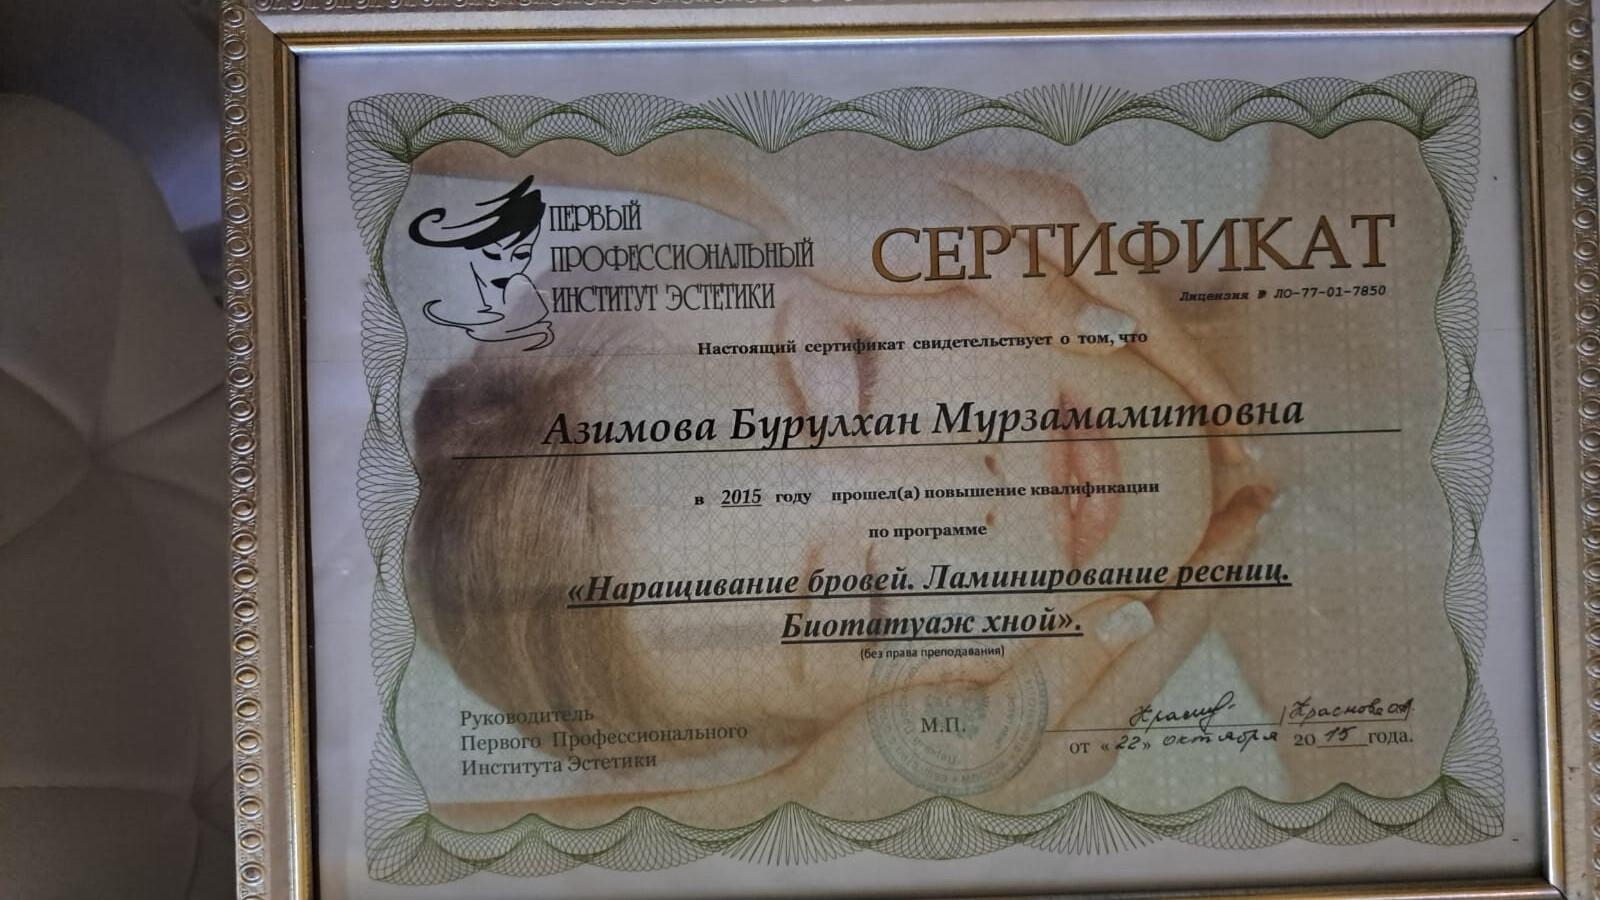 ПЕРВЫЙ
ПРОФЕССИОНАЛЬНЫЙ
ИНСТИТУТ ЭСТЕТИКИ
СЕРТИФИКАТ
Лицензия № ЛО-77-01-7850
Настоящий сертификат свидетельствует о том, что
Азимова Бурулхан Мурзамамитовна
в 2015 году прошел(а) повышение квалификации
по программе
«Наращивание бровей. Ламинирование ресниц.
Биотатуаж хной».
(без права преподавания)
Руководитель
Первого Профессионального
Института Эстетики
М.П.
Краснова
от «22» октября 2015 года.